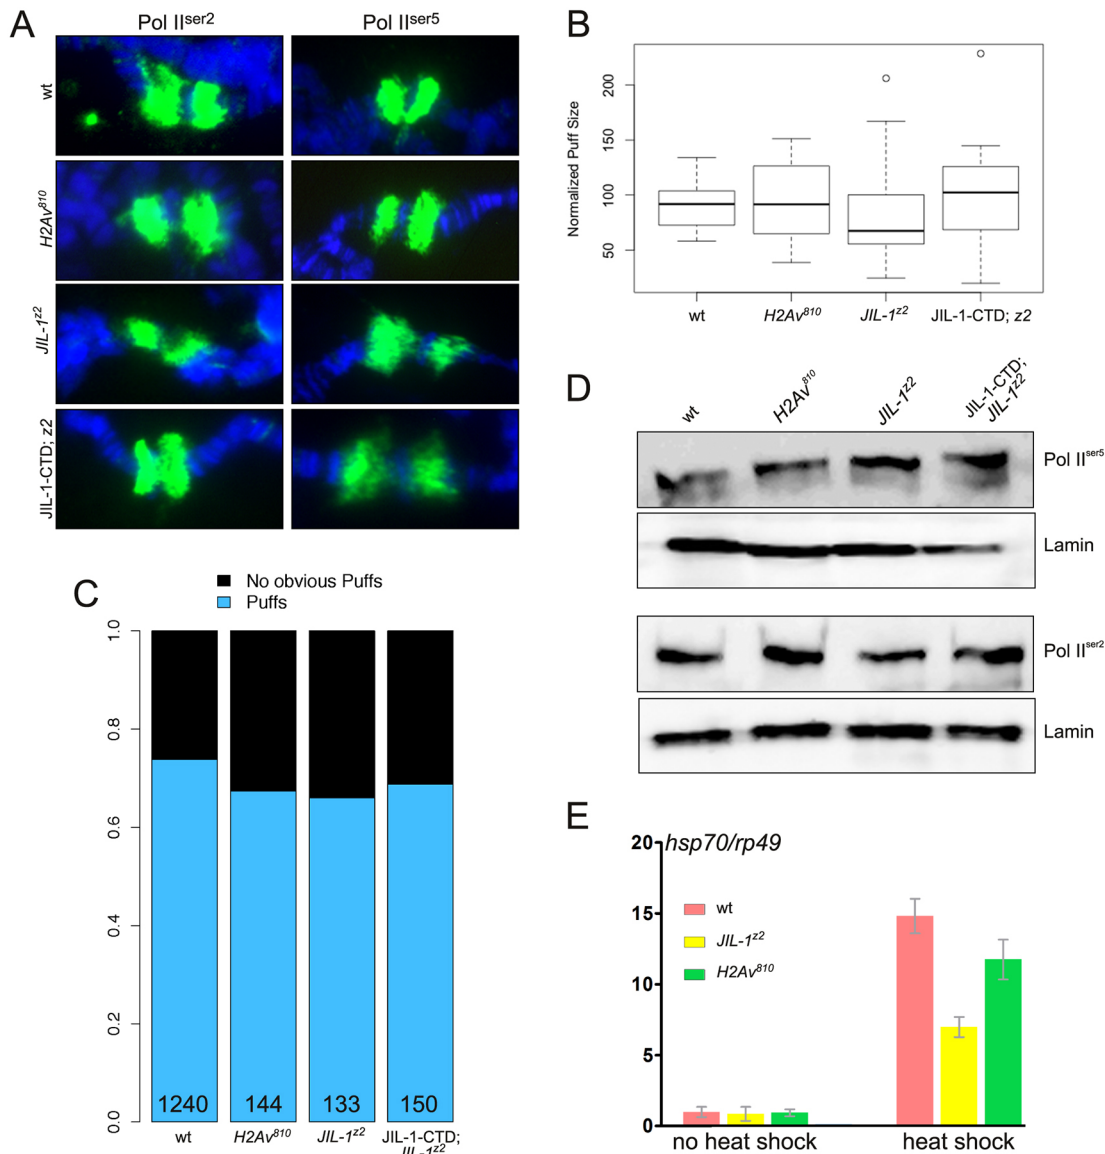 A
Pol IIser2
Pol IIser5
wt
H2Av810
JIL-1z2
JIL-1-CTD; z2
B
Normalized Puff Size
200
150
100
50
wt
H2Av810
JIL-1z2
JIL-1-CTD; z2
C
No obvious Puffs
Puffs
1.0
0.8
0.6
0.4
0.2
0.0
1240
144
133
150
wt
H2Av810
JIL-1z2
JIL-1-CTD;
JIL-1z2
D
wt
H2Av810
JIL-1z2
JIL-1-CTD;
JIL-1z2
Pol IIser5
Lamin
Pol IIser2
Lamin
E
hsp70/rp49
20
15
10
5
0
wt
JIL-1z2
H2Av810
no heat shock
heat shock